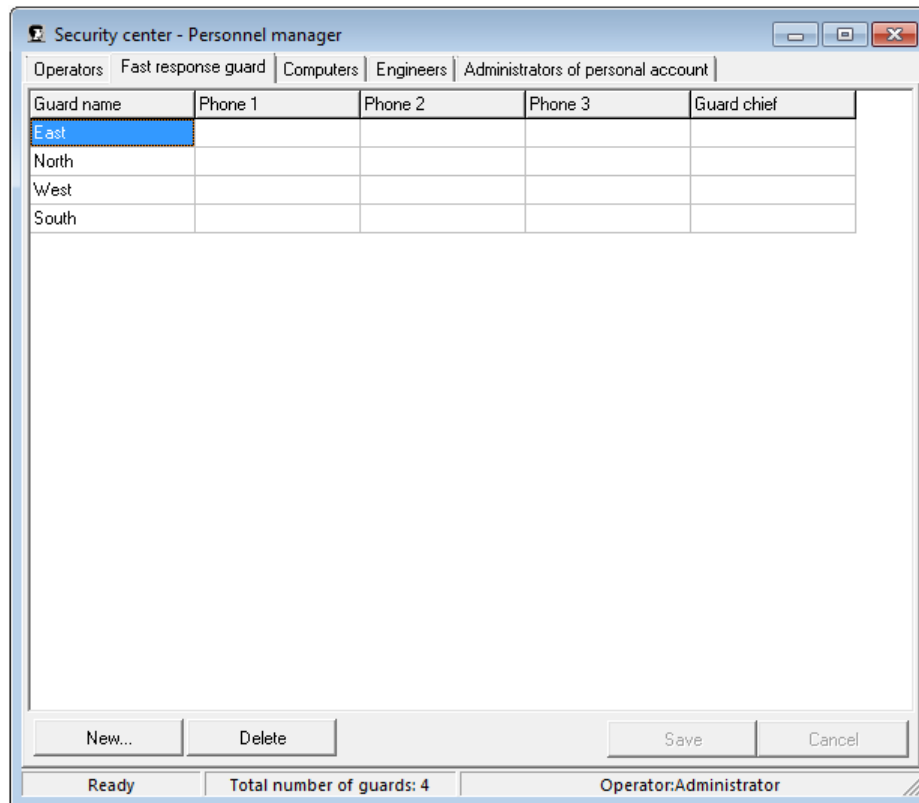 Security center - Personnel manager
Operators Fast response guard Computers Engineers Administrators of personal account
Guard name Phone 1 Phone 2 Phone 3 Guard chief
East
North
West
South
New... Delete Save Cancel
Ready Total number of guards: 4 Operator:Administrator